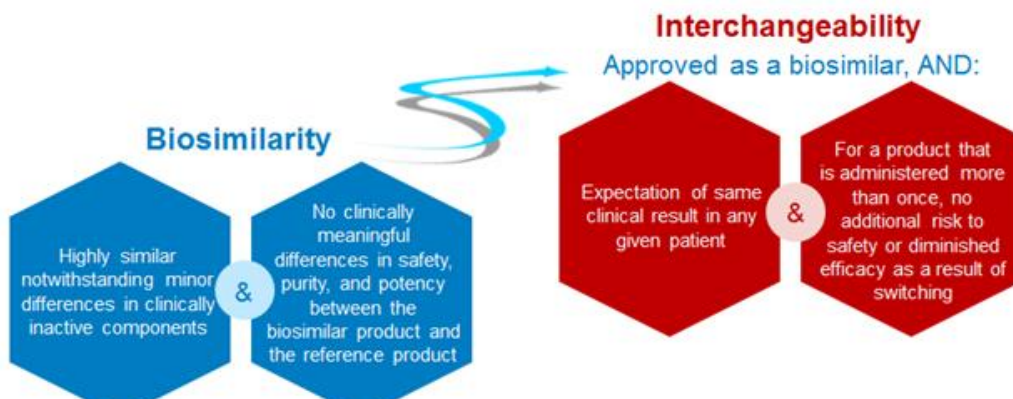 Biosimilarity
Highly similar
notwithstanding minor
differences in clinically
inactive components
&
No clinically
meaningful
differences in safety,
purity, and potency
between the
biosimilar product and
the reference product
Interchangeability
Approved as a biosimilar, AND:
Expectation of same
clinical result in any
given patient
&
For a product that
is administered more
than once, no
additional risk to
safety or diminished
efficacy as a result of
switching